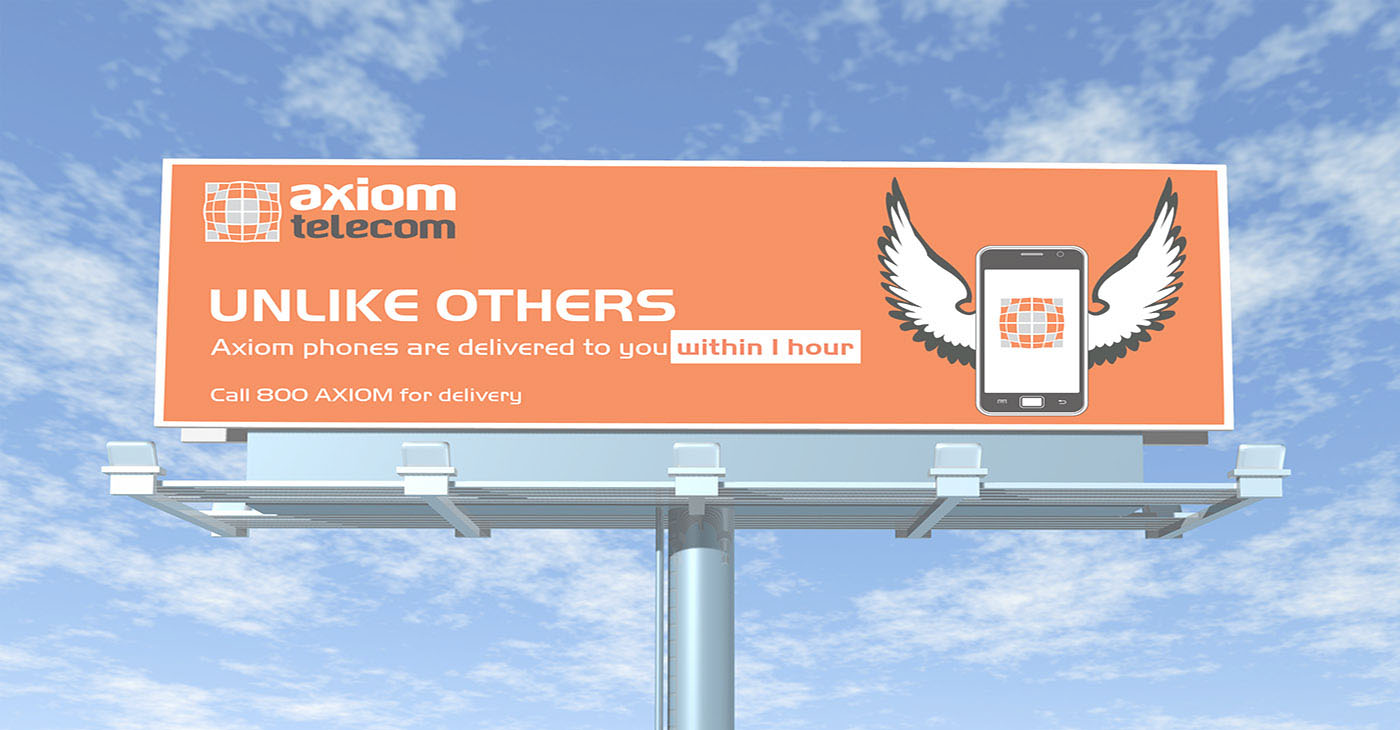 axiom
telecom
UNLIKE OTHERS
Axiom phones are delivered to you within 1 hour
Call 800 AXIOM for delivery